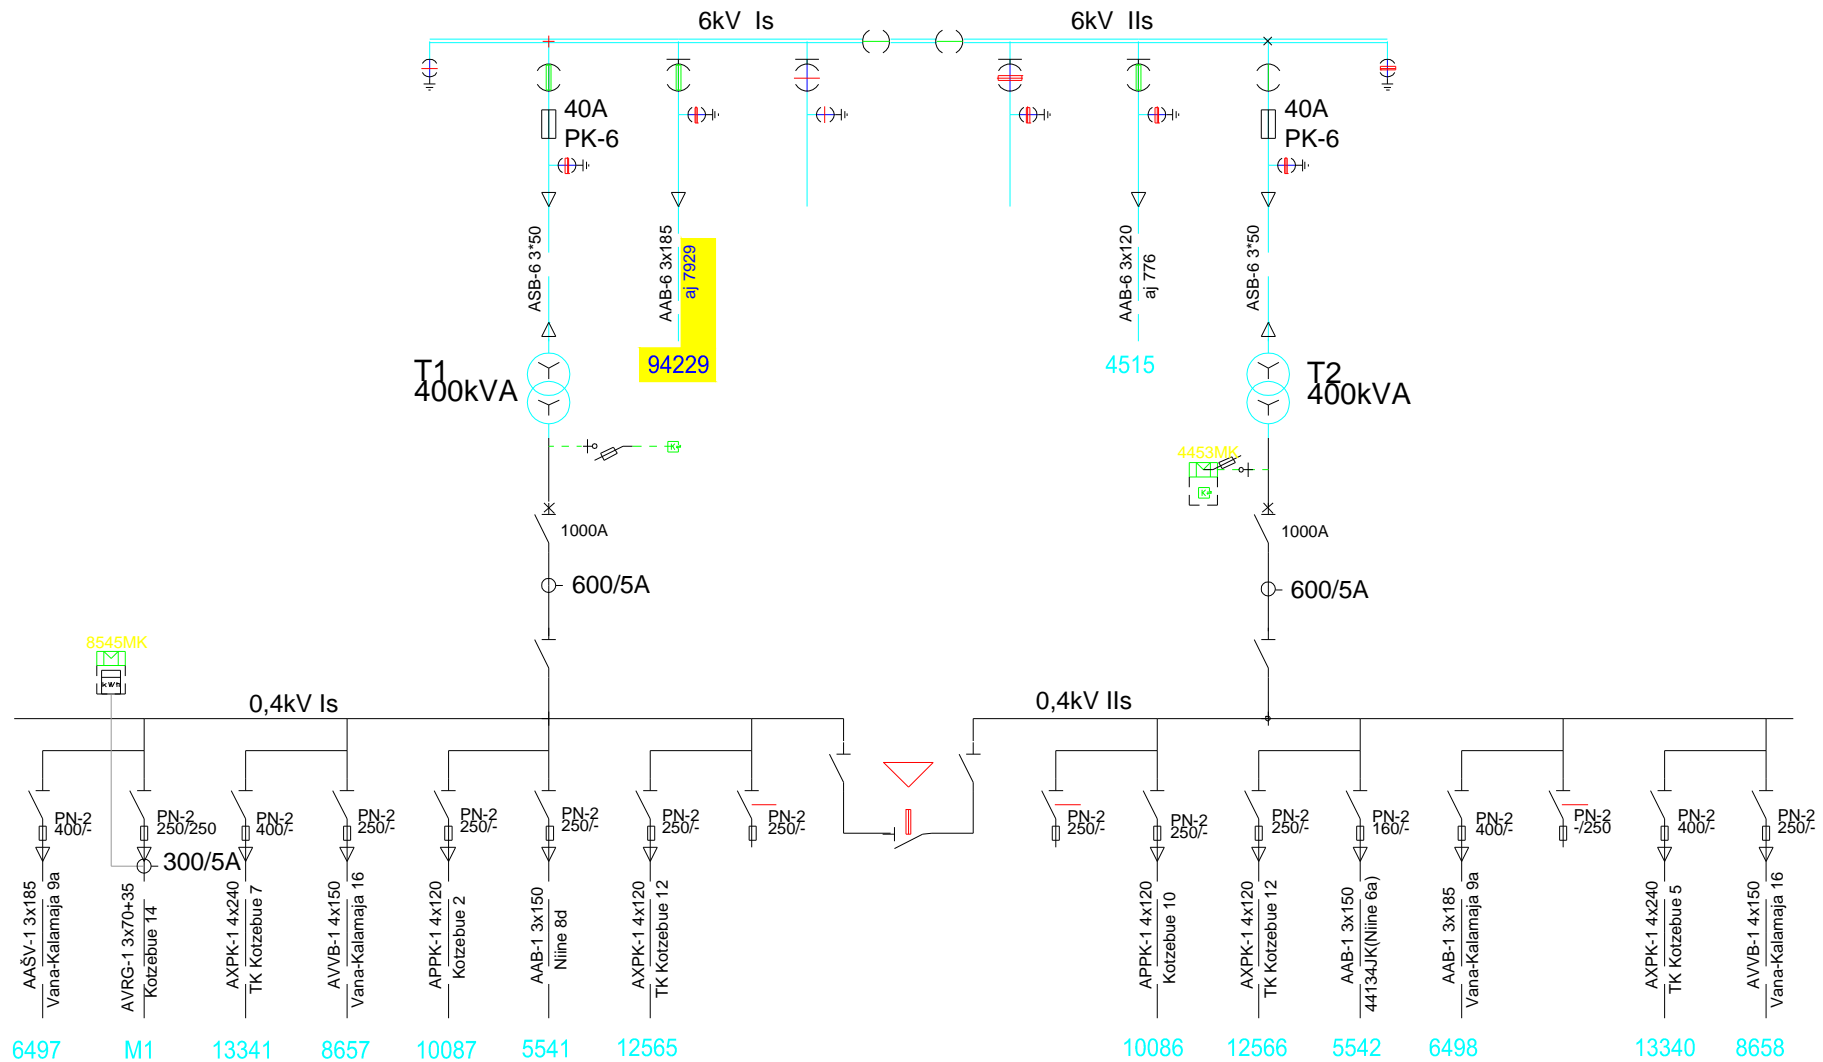 6kV Is
6kV IIs
40A
PK-6
40A
PK-6
ASB-6 3*50
AAB-6 3x185
aj 7929
AAB-6 3x120
aj 776
ASB-6 3*50
94229
4515
T1
400kVA
T2
400kVA
4453MK
1000A
1000A
600/5A
600/5A
8545MK
kWh
0,4kV Is
0,4kV IIs
PN-2
400/-
PN-2
250/250
PN-2
400/-
PN-2
250/-
PN-2
250/-
PN-2
250/-
PN-2
250/-
PN-2
250/-
PN-2
250/-
PN-2
250/-
PN-2
250/-
PN-2
160/-
PN-2
400/-
PN-2
-/250
PN-2
400/-
PN-2
250/-
300/5A
AAŠV-1 3x185
Vana-Kalamaja 9a
AVRG-1 3x70+35
Kotzebue 14
AXPK-1 4x240
TK Kotzebue 7
AVVB-1 4x150
Vana-Kalamaja 16
APPK-1 4x120
Kotzebue 2
AAB-1 3x150
Niine 8d
AXPK-1 4x120
TK Kotzebue 12
APPK-1 4x120
Kotzebue 10
AXPK-1 4x120
TK Kotzebue 12
AAB-1 3x150
44134JK(Niine 6a)
AAB-1 3x185
Vana-Kalamaja 9a
AXPK-1 4x240
TK Kotzebue 5
AVVB-1 4x150
Vana-Kalamaja 16
6497
M1
13341
8657
10087
5541
12565
10086
12566
5542
6498
13340
8658